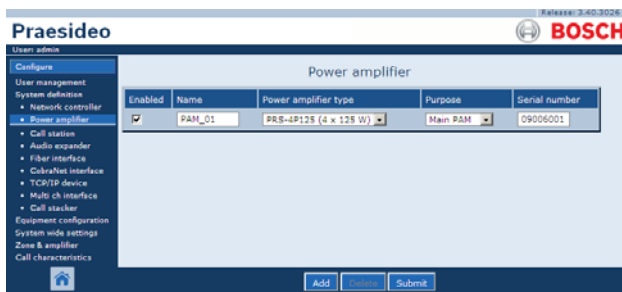 Release: 3.40.3026
Praesideo
BOSCH
User: admin
Configure
User management
System definition
• Network controller
• Power amplifier
• Call station
• Audio expander
• Fiber interface
• CobraNet interface
• TCP/IP device
• Multi ch interface
• Call stacker
Equipment configuration
System wide settings
Zone & amplifier
Call characteristics
Power amplifier
Enabled Name Power amplifier type Purpose Serial number
PAM_01 PRS-4P125 (4 x 125 W) Main PAM 09006001
Add Delete Submit